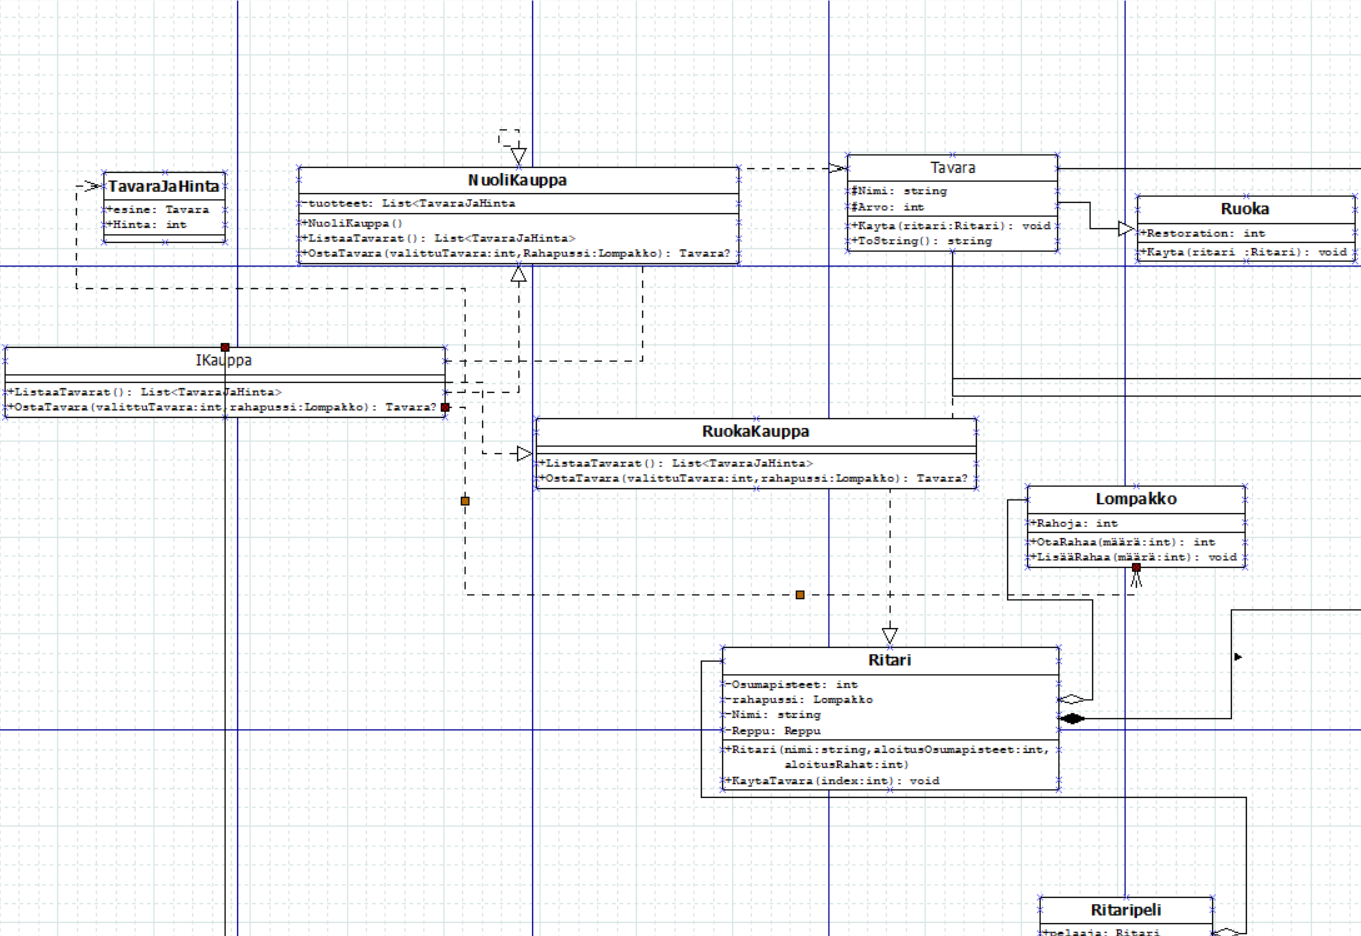 TavaraJaHinta
+esine: Tavara
+Hinta: int
NuoliKauppa
-tuotteet: List<TavaraJaHinta
+NuoliKauppa()
+ListaaTavarat(): List<TavaraJaHinta>
+OstaTavara(valittuTavara:int,Rahapussi:Lompakko): Tavara?
Tavara
#Nimi: string
#Arvo: int
+Kayta(ritari:Ritari): void
+ToString(): string
Ruoka
+Restoration: int
+Kayta(ritari :Ritari): void
IKauppa
+ListaaTavarat(): List<TavaraJaHinta>
+OstaTavara(valittuTavara:int,rahapussi:Lompakko): Tavara?
RuokaKauppa
+ListaaTavarat(): List<TavaraJaHinta>
+OstaTavara(valittuTavara:int,rahapussi:Lompakko): Tavara?
Lompakko
+Rahoja: int
+OtaRahaa(määrä:int): int
+LisääRahaa(määrä:int): void
Ritari
-Osumapisteet: int
-rahapussi: Lompakko
-Nimi: string
-Reppu: Reppu
+Ritari(nimi:string,aloitusOsumapisteet:int,
aloitusRahat:int)
+KaytaTavara(index:int): void
Ritaripeli
+pelaaja: Ritari